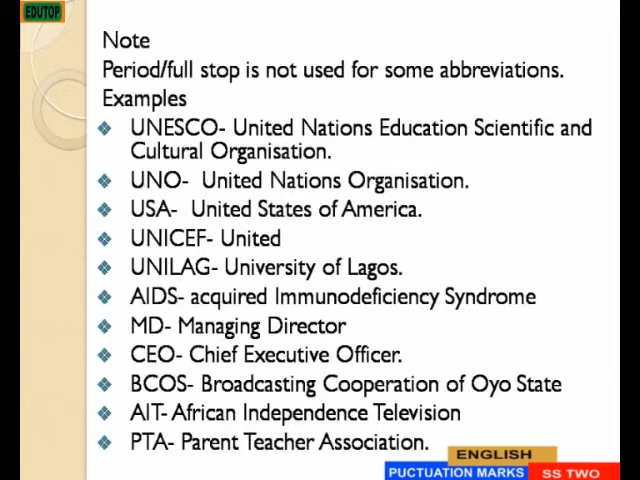 EDUTOP
Note
Period/full stop is not used for some abbreviations.
Examples
UNESCO- United Nations Education Scientific and
Cultural Organisation.
UNO- United Nations Organisation.
USA- United States of America.
UNICEF- United
UNILAG- University of Lagos.
AIDS- acquired Immunodeficiency Syndrome
MD- Managing Director
CEO- Chief Executive Officer.
BCOS- Broadcasting Cooperation of Oyo State
AIT- African Independence Television
PTA- Parent Teacher Association.
ENGLISH
PUCTUATION MARKS SS TWO